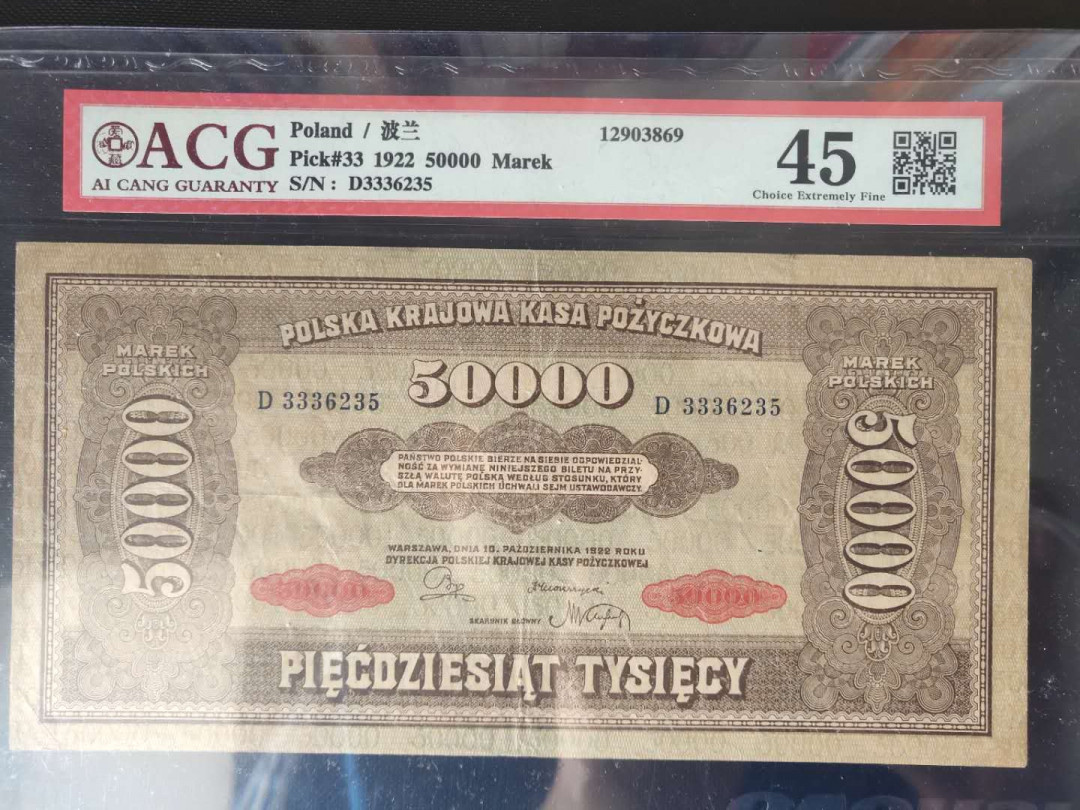 ACG
AI CANG GUARANTY
Poland / 波兰
Pick#33 1922 50000 Marek
S/N : D3336235
12903869
45
Choice Extremely Fine
POLSKA KRAJOWA KASA POŻYCZKOWA
MAREK
POLSKICH
50000
MAREK
POLSKICH
D 3336235
D 3336235
50000
50000
PAŃSTWO POLSKIE BIERZE NA SIEBIE ODPOWIEDZIAL-
NOŚĆ ZA WYMIANĘ NINIEJSZEGO BILETU NA PRZY-
SZŁĄ WALUTĘ POLSKĄ WEDŁUG STOSUNKU, KTÓRY
DLA MAREK POLSKICH UCHWALI SEJM USTAWODAWCZY.
WARSZAWA, DNIA 10. PAŹDZIERNIKA 1922 ROKU
DYREKCJA POLSKIEJ KRAJOWEJ KASY POŻYCZKOWEJ
50000
50000
SKARBNIK GŁÓWNY
PIĘĆDZIESIĄT TYSIĘCY